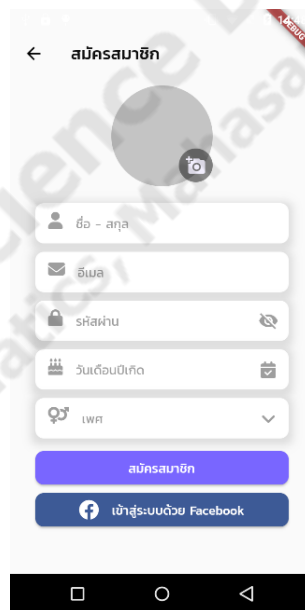 สมัครสมาชิก
ชื่อ - สกุล
อีเมล
รหัสผ่าน
วันเดือนปีเกิด
เพศ
สมัครสมาชิก
เข้าสู่ระบบด้วย Facebook